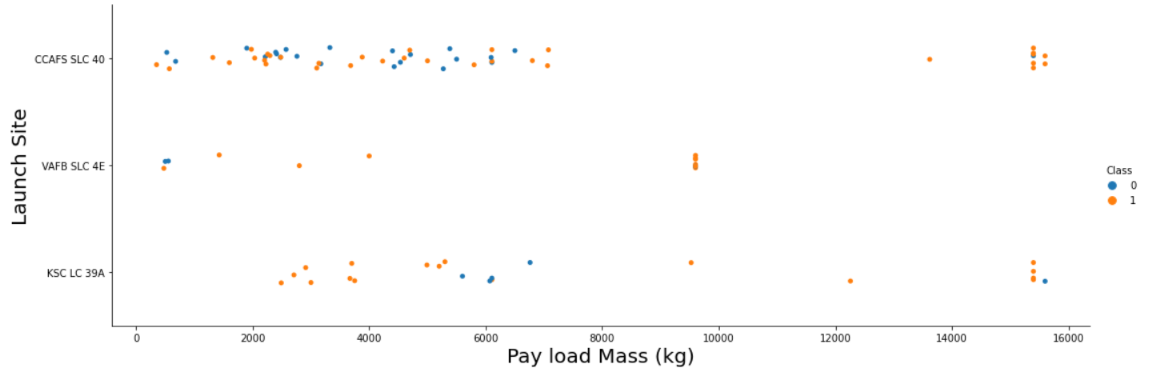 Launch Site
CCAFS SLC 40
VAFB SLC 4E
KSC LC 39A
0 2000 4000 6000 8000 10000 12000 14000 16000
Pay load Mass (kg)
Class
0
1